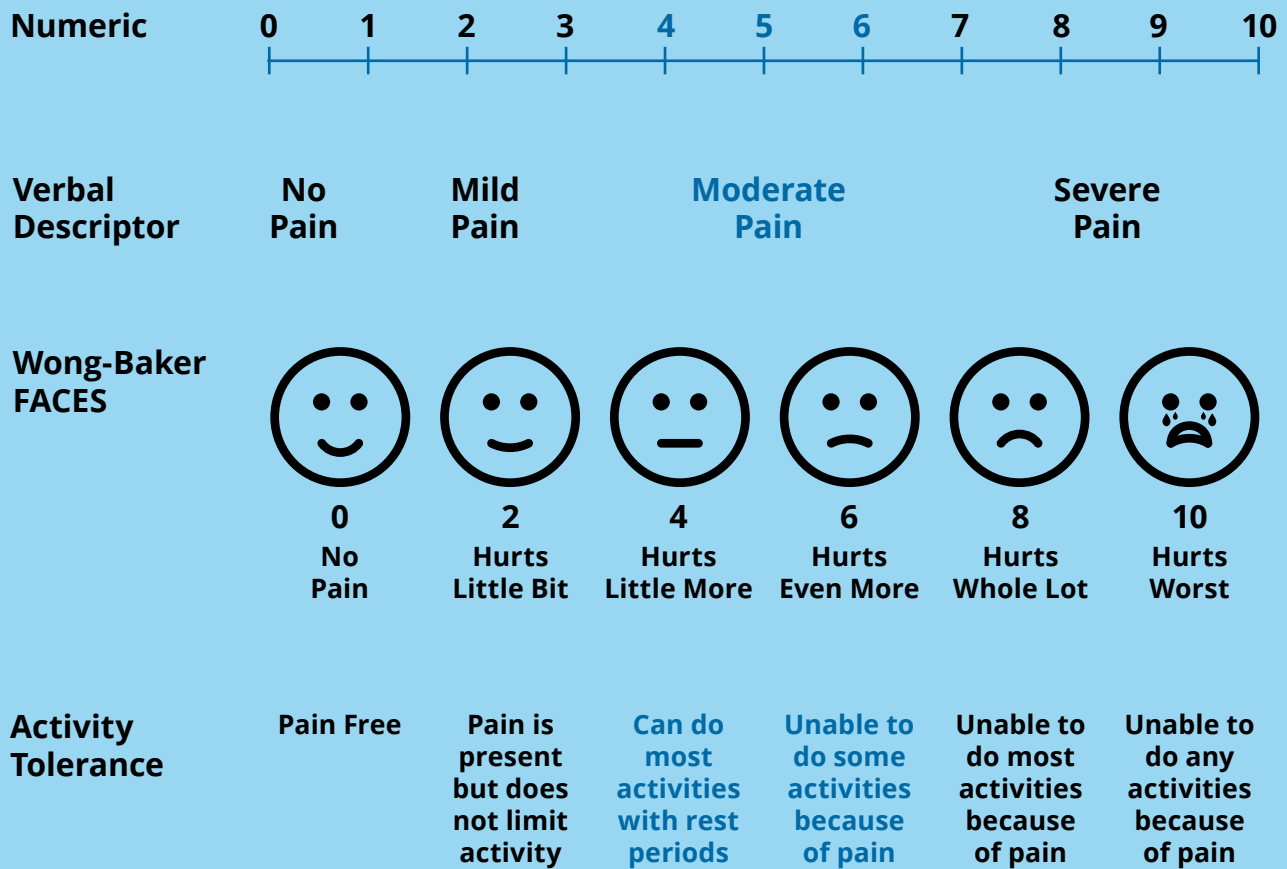 Numeric 0 1 2 3 4 5 6 7 8 9 10
Verbal
Descriptor
No
Pain
Mild
Pain
Moderate
Pain
Severe
Pain
Wong-Baker
FACES
0
No
Pain
2
Hurts
Little Bit
4
Hurts
Little More
6
Hurts
Even More
8
Hurts
Whole Lot
10
Hurts
Worst
Activity
Tolerance
Pain Free
Pain is
present
but does
not limit
activity
Can do
most
activities
with rest
periods
Unable to
do some
activities
because
of pain
Unable to
do most
activities
because
of pain
Unable to
do any
activities
because
of pain